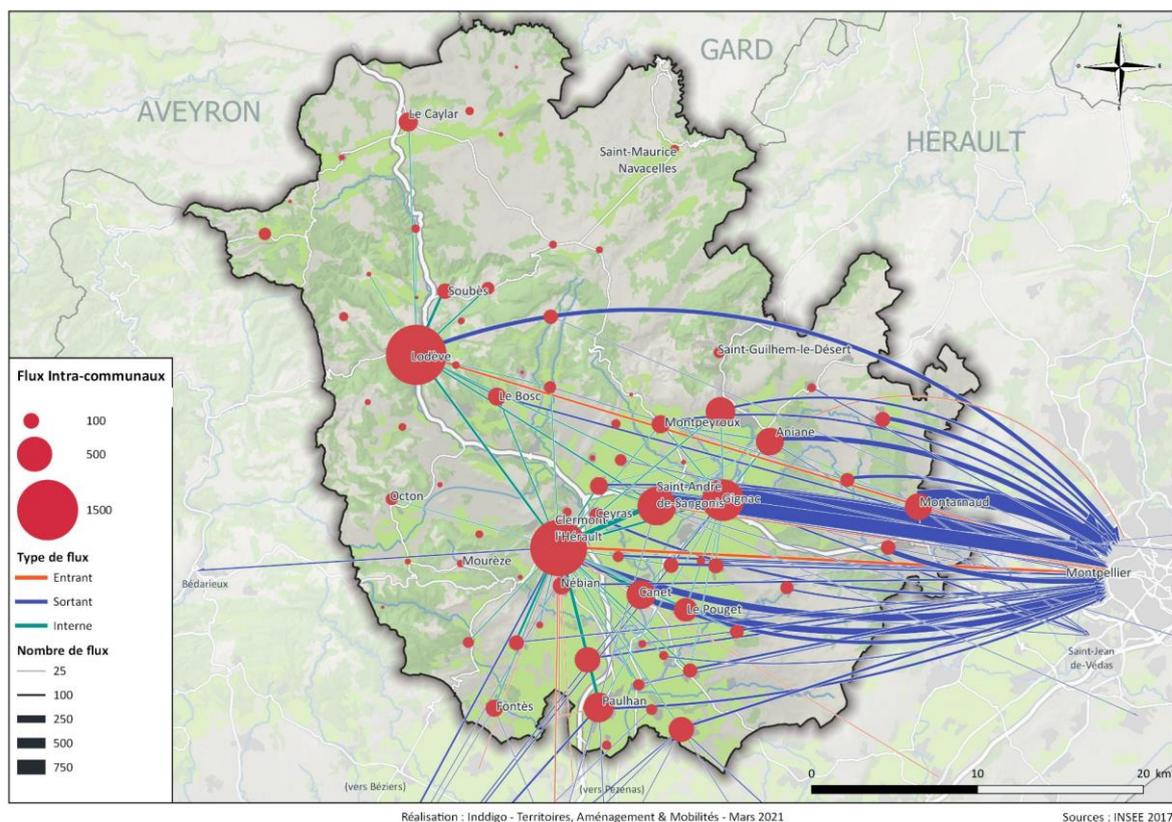 GARD
AVEYRON
HERAULT
N
O
E
S
Le Caylar
Saint-Maurice
Navacelles
Soubès
Lodève
Saint-Guilhem-le-Désert
Le Bosc
Montpeyroux
Aniane
Octon
Saint-André
de-Sangonis
Gignac
Montarnaud
Ceyras
Clermont
l'Hérault
Mourèze
Bédarieux
Montpellier
Nébian
Canet
Le Pouget
Saint-Jean
de-Védas
Fontès
Paulhan
(vers Béziers)
(vers Pézenas)
Flux Intra-communaux
100
500
1500
Type de flux
Entrant
Sortant
Interne
Nombre de flux
25
100
250
500
750
0 10 20 km
Réalisation : Inddigo - Territoires, Aménagement & Mobilités - Mars 2021
Sources : INSEE 2017